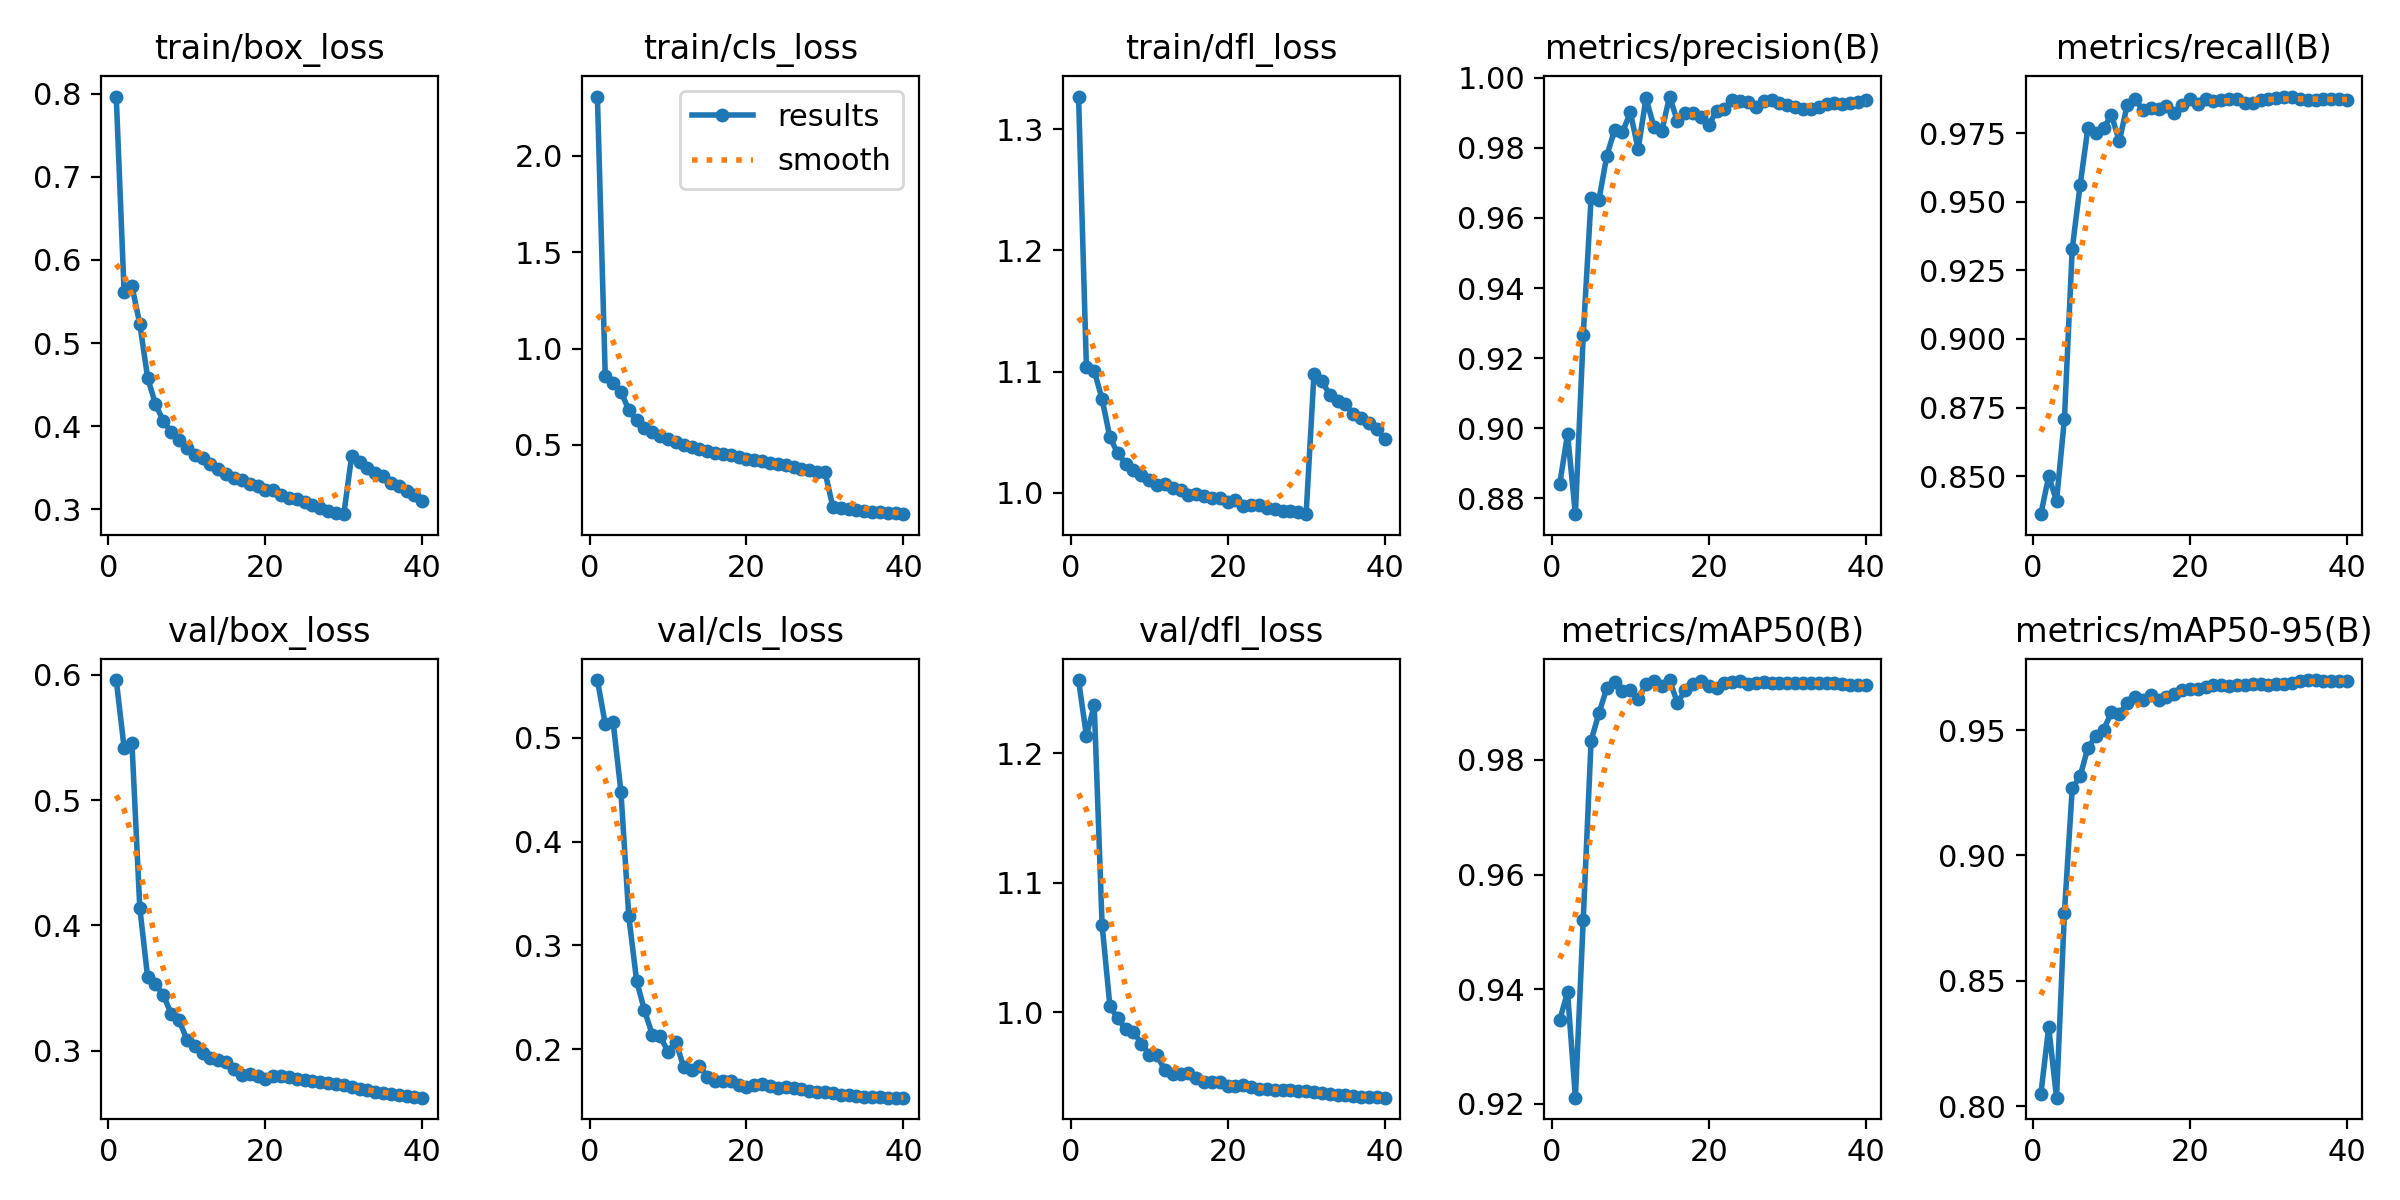 train/box_loss
train/cls_loss
train/dfl_loss
metrics/precision(B)
metrics/recall(B)
0.8
0.7
0.6
0.5
0.4
0.3
0 20 40
results
smooth
2.0
1.5
1.0
0.5
0 20 40
1.3
1.2
1.1
1.0
0 20 40
1.00
0.98
0.96
0.94
0.92
0.90
0.88
0 20 40
0.975
0.950
0.925
0.900
0.875
0.850
0 20 40
val/box_loss
val/cls_loss
val/dfl_loss
metrics/mAP50(B)
metrics/mAP50-95(B)
0.6
0.5
0.4
0.3
0 20 40
0.5
0.4
0.3
0.2
0 20 40
1.2
1.1
1.0
0 20 40
0.98
0.96
0.94
0.92
0 20 40
0.95
0.90
0.85
0.80
0 20 40